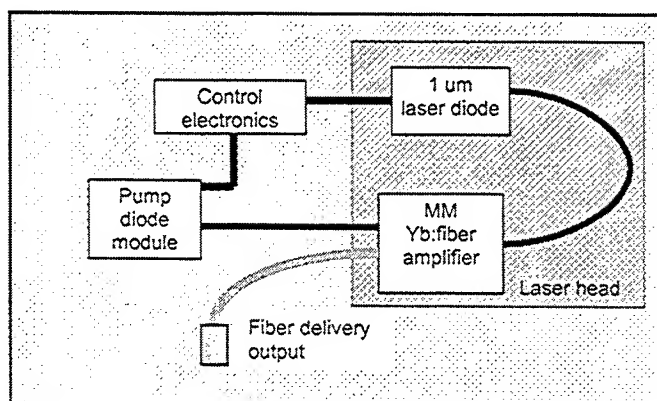 Control
electronics
1 um
laser diode
Pump
diode
module
MM
Yb:fiber
amplifier
Laser head
Fiber delivery
output